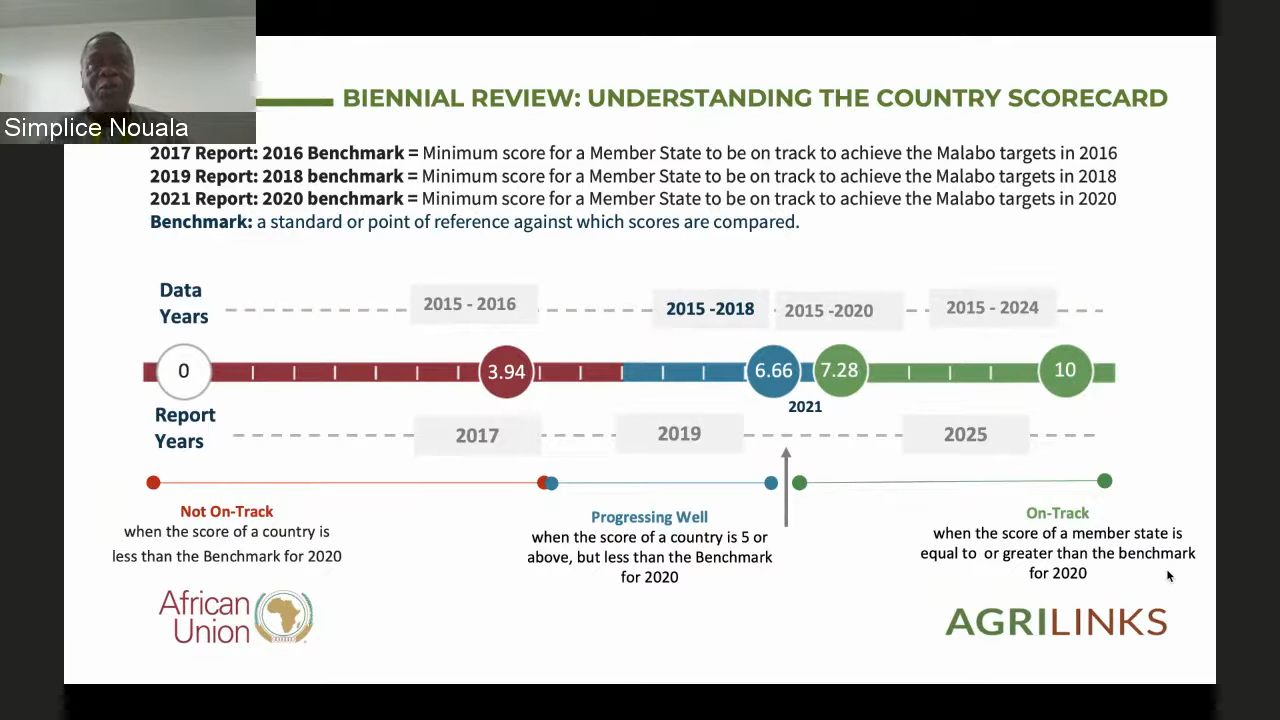 BIENNIAL REVIEW: UNDERSTANDING THE COUNTRY SCORECARD
Simplice Nouala
2017 Report: 2016 Benchmark = Minimum score for a Member State to be on track to achieve the Malabo targets in 2016
2019 Report: 2018 benchmark = Minimum score for a Member State to be on track to achieve the Malabo targets in 2018
2021 Report: 2020 benchmark = Minimum score for a Member State to be on track to achieve the Malabo targets in 2020
Benchmark: a standard or point of reference against which scores are compared.
Data
Years
2015 - 2016
2015 -2018
2015 -2020
2015 - 2024
0
3.94
6.66
7.28
10
2021
Report
Years
2017
2019
2025
Not On-Track
when the score of a country is
less than the Benchmark for 2020
Progressing Well
when the score of a country is 5 or
above, but less than the Benchmark
for 2020
On-Track
when the score of a member state is
equal to or greater than the benchmark
for 2020
African
Union
AGRILINKS